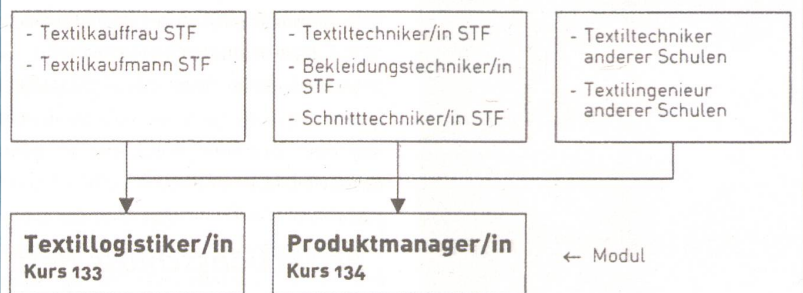 - Textilkauffrau STF
- Textilkaufmann STF
- Textiltechniker/in STF
- Bekleidungstechniker/in
STF
- Schnitttechniker/in STF
- Textiltechniker
anderer Schulen
- Textilingenieur
anderer Schulen
Textillogistiker/in
Kurs 133
Produktmanager/in
Kurs 134
← Modul